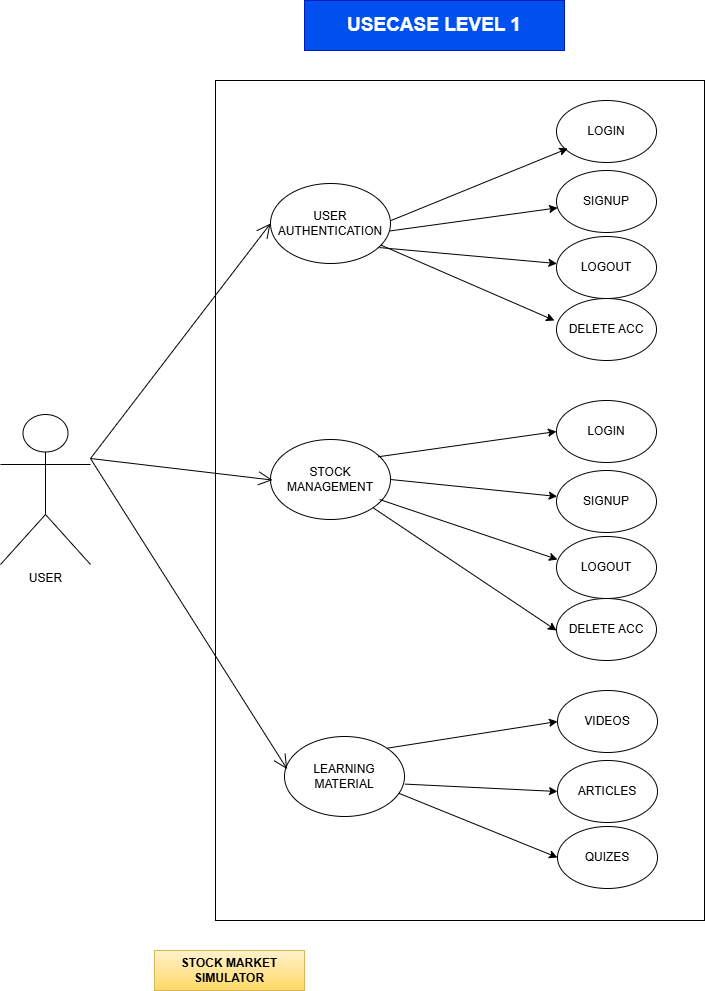 USECASE LEVEL 1
LOGIN
USER
AUTHENTICATION
SIGNUP
LOGOUT
DELETE ACC
LOGIN
STOCK
MANAGEMENT
SIGNUP
LOGOUT
DELETE ACC
USER
VIDEOS
LEARNING
MATERIAL
ARTICLES
QUIZES
STOCK MARKET
SIMULATOR